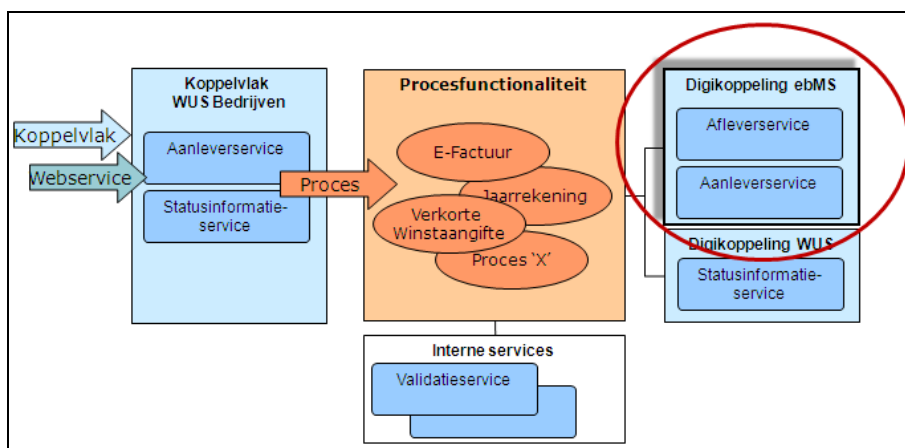 Koppelvlak
WUS Bedrijven
Koppelvlak
Aanleverservice
Webservice
Statusinformatie-
service
Procesfunctionaliteit
E-Factuur
Proces
Jaarrekening
Verkorte
Winstaangifte
Proces ‘X’
Digikoppeling ebMS
Afleverservice
Aanleverservice
Digikoppeling WUS
Statusinformatie-
service
Interne services
Validatieservice